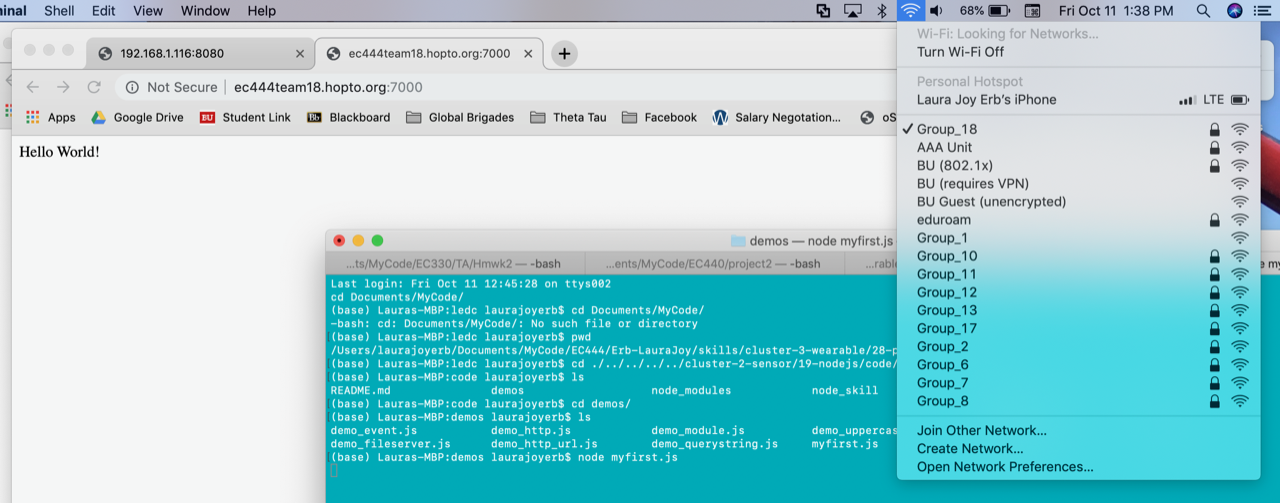 minal Shell Edit View Window Help 68% Fri Oct 11 1:38 PM
192.168.1.116:8080
ec444team18.hopto.org:7000
Not Secure ec444team18.hopto.org:7000
Apps Google Drive BU Student Link Bb Blackboard Global Brigades Theta Tau Facebook W Salary Negotiation... oS
Hello World!
demos — node myfirst.js
...ts/MyCode/EC330/TA/Hmwk2 — -bash ...ents/MyCode/EC440/project2 — -bash ...rabl e my
Last login: Fri Oct 11 12:45:28 on ttys002
cd Documents/MyCode/
(base) Lauras-MBP:ledc laurajoyerb$ cd Documents/MyCode/
-bash: cd: Documents/MyCode/: No such file or directory
(base) Lauras-MBP:ledc laurajoyerb$ pwd
/Users/laurajoyerb/Documents/MyCode/EC444/Erb-LauraJoy/skills/cluster-3-wearable/28-p
(base) Lauras-MBP:ledc laurajoyerb$ cd ./../../../../cluster-2-sensor/19-nodejs/code/
(base) Lauras-MBP:code laurajoyerb$ ls
README.md demos node_modules node_skill
(base) Lauras-MBP:code laurajoyerb$ cd demos/
(base) Lauras-MBP:demos laurajoyerb$ ls
demo_event.js demo_http.js demo_module.js demo_uppercas
demo_fileserver.js demo_http_url.js demo_querystring.js myfirst.js
(base) Lauras-MBP:demos laurajoyerb$ node myfirst.js
Wi-Fi: Looking for Networks...
Turn Wi-Fi Off
Personal Hotspot
Laura Joy Erb's iPhone LTE
✓ Group_18
AAA Unit
BU (802.1x)
BU (requires VPN)
BU Guest (unencrypted)
eduroam
Group_1
Group_10
Group_11
Group_12
Group_13
Group_17
Group_2
Group_6
Group_7
Group_8
Join Other Network...
Create Network...
Open Network Preferences...